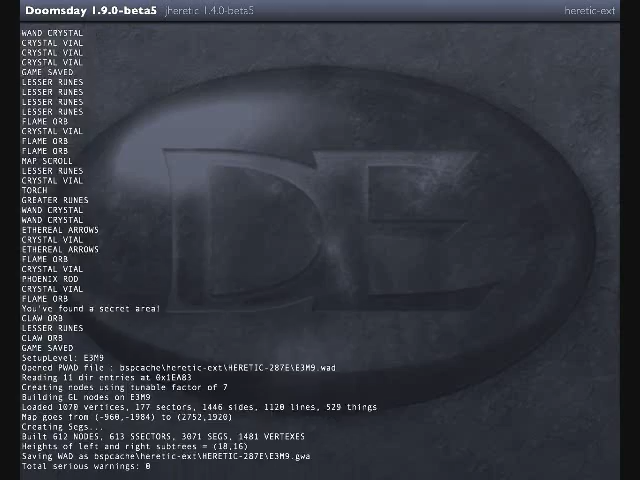 Doomsday 1.9.0-beta5 jheretic 1.4.0-beta5 heretic-ext
WAND CRYSTAL
CRYSTAL VIAL
CRYSTAL VIAL
CRYSTAL VIAL
GAME SAVED
LESSER RUNES
LESSER RUNES
LESSER RUNES
LESSER RUNES
FLAME ORB
CRYSTAL VIAL
FLAME ORB
FLAME ORB
MAP SCROLL
LESSER RUNES
CRYSTAL VIAL
TORCH
GREATER RUNES
WAND CRYSTAL
WAND CRYSTAL
ETHEREAL ARROWS
CRYSTAL VIAL
ETHEREAL ARROWS
FLAME ORB
CRYSTAL VIAL
PHOENIX ROD
CRYSTAL VIAL
FLAME ORB
You've found a secret area!
CLAW ORB
LESSER RUNES
CLAW ORB
GAME SAVED
SetupLevel: E3M9
Opened PWAD file : bspcache\heretic-ext\HERETIC-287E\E3M9.wad
Reading 11 dir entries at 0x1EA83
Creating nodes using tunable factor of 7
Building GL nodes on E3M9
Loaded 1070 vertices, 177 sectors, 1446 sides, 1120 lines, 529 things
Map goes from (-960,-1984) to (2752,1920)
Creating Segs...
Built 612 NODES, 613 SSECTORS, 3071 SEGS, 1481 VERTEXES
Heights of left and right subtrees = (18,16)
Saving WAD as bspcache\heretic-ext\HERETIC-287E\E3M9.gwa
Total serious warnings: 0
DE